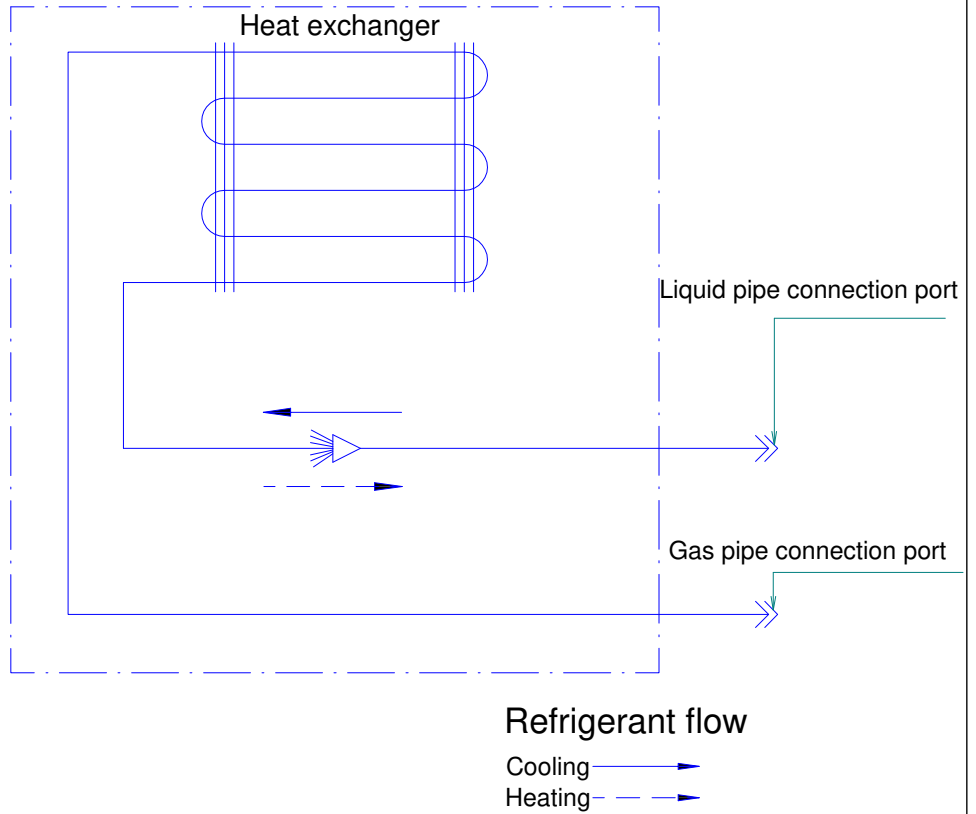 Heat exchanger
Liquid pipe connection port
Gas pipe connection port
Refrigerant flow
Cooling
Heating